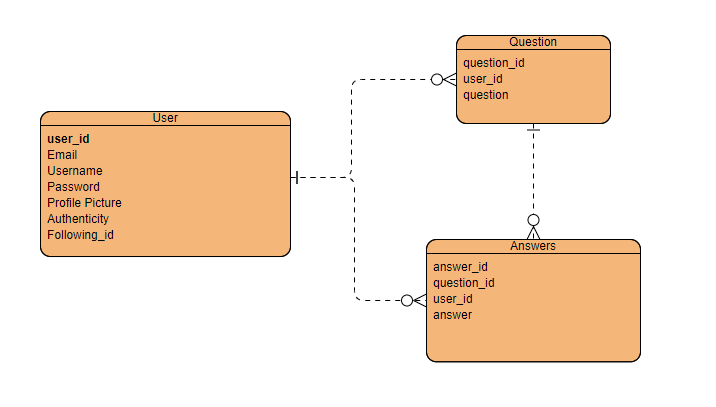 User
user_id
Email
Username
Password
Profile Picture
Authenticity
Following_id
Question
question_id
user_id
question
Answers
answer_id
question_id
user_id
answer